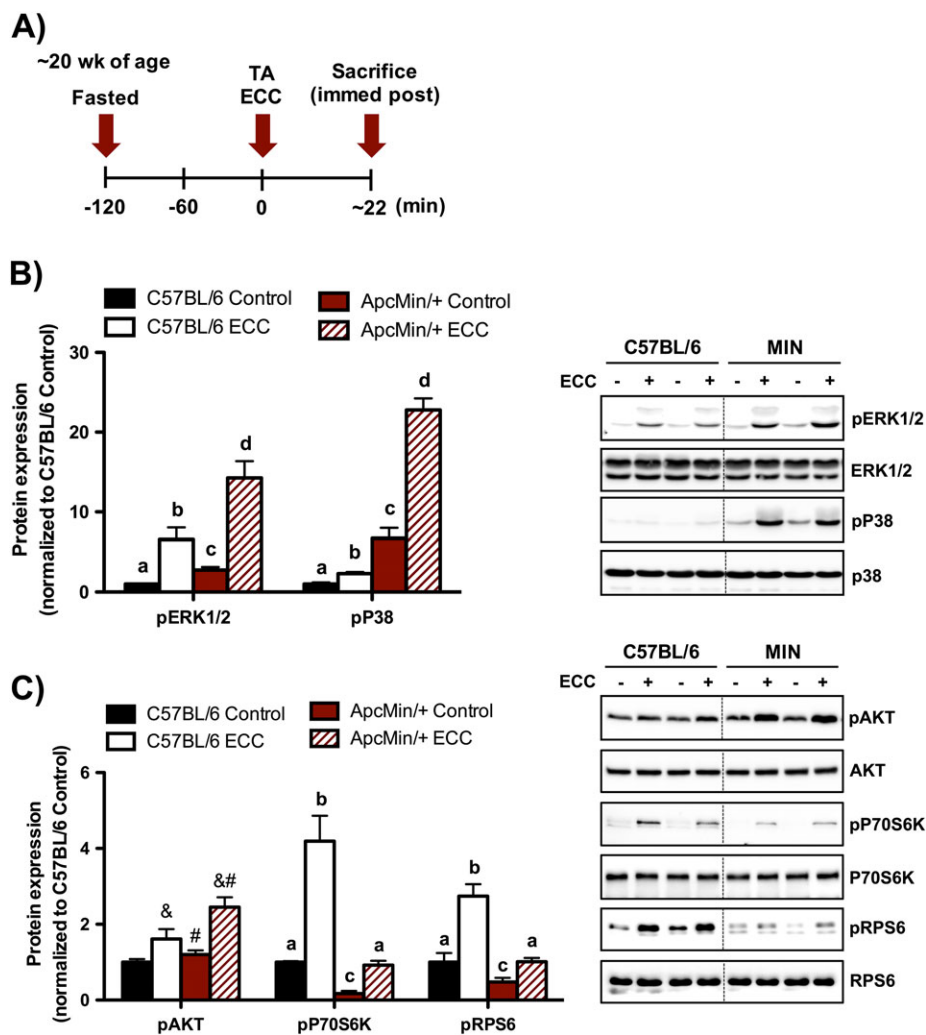 A)
~20 wk of age
Fasted
TA
ECC
Sacrifice
(immed post)
-120
-60
0
~22
(min)
B)
C57BL/6 Control
C57BL/6 ECC
ApcMin/+ Control
ApcMin/+ ECC
Protein expression
(normalized to C57BL/6 Control)
30
20
10
0
a
b
c
d
a
b
c
d
pERK1/2
pP38
C57BL/6
MIN
ECC - + - + - + - +
pERK1/2
ERK1/2
pP38
p38
C)
C57BL/6 Control
C57BL/6 ECC
ApcMin/+ Control
ApcMin/+ ECC
Protein expression
(normalized to C57BL/6 Control)
6
4
2
0
&
#
&#
a
b
c
a
a
b
c
a
pAKT
pP70S6K
pRPS6
C57BL/6
MIN
ECC - + - + - + - +
pAKT
AKT
pP70S6K
P70S6K
pRPS6
RPS6